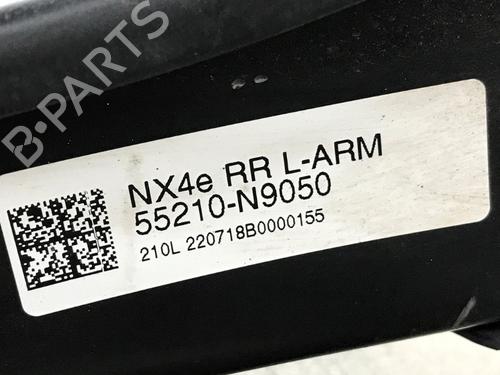 B-PARTS
NX4e RR L-ARM
55210-N9050
210L 220718B0000155